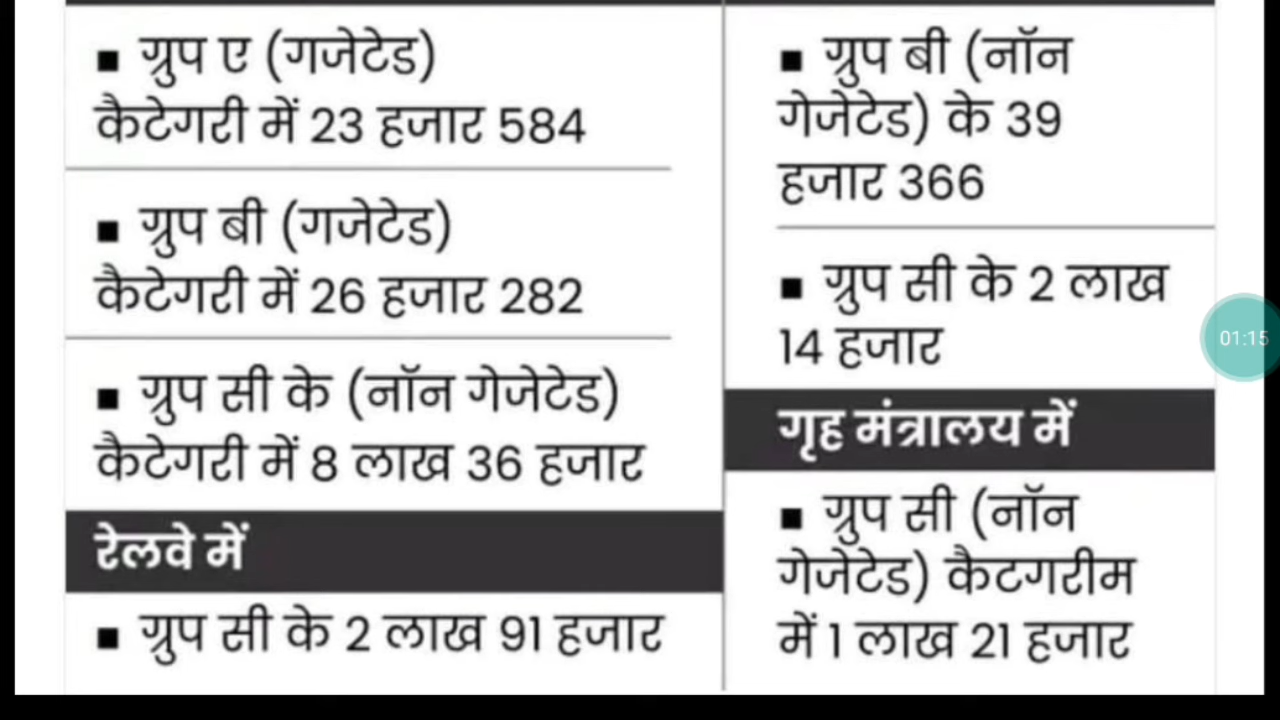 ■ ग्रुप ए (गजेटेड)
कैटेगरी में 23 हजार 584
■ ग्रुप बी (गजेटेड)
कैटेगरी में 26 हजार 282
■ ग्रुप सी के (नॉन गेजेटेड)
कैटेगरी में 8 लाख 36 हजार
रेलवे में
■ ग्रुप सी के 2 लाख 91 हजार
■ ग्रुप बी (नॉन
गेजेटेड) के 39
हजार 366
■ ग्रुप सी के 2 लाख
14 हजार
गृह मंत्रालय में
■ ग्रुप सी (नॉन
गेजेटेड) कैटगरीम
में 1 लाख 21 हजार
01:15